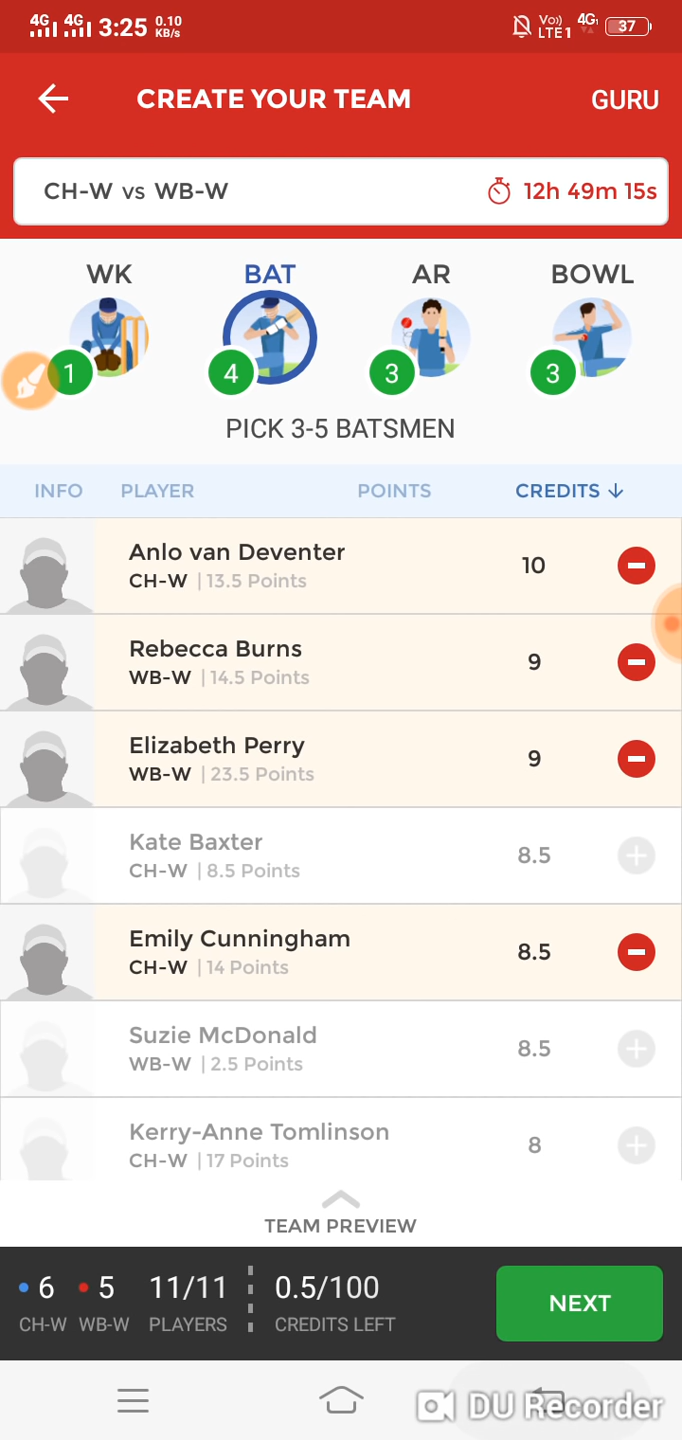 4G 4G 3:25 0.10 KB/s Vo)) LTE1 4G 37
CREATE YOUR TEAM GURU
CH-W vs WB-W 12h 49m 15s
WK BAT AR BOWL
1 4 3 3
PICK 3-5 BATSMEN
INFO PLAYER POINTS CREDITS ↓
Anlo van Deventer 10
CH-W | 13.5 Points
Rebecca Burns 9
WB-W | 14.5 Points
Elizabeth Perry 9
WB-W | 23.5 Points
Kate Baxter 8.5
CH-W | 8.5 Points
Emily Cunningham 8.5
CH-W | 14 Points
Suzie McDonald 8.5
WB-W | 2.5 Points
Kerry-Anne Tomlinson 8
CH-W | 17 Points
TEAM PREVIEW
6 5 11/11 0.5/100 NEXT
CH-W WB-W PLAYERS CREDITS LEFT
DU Recorder